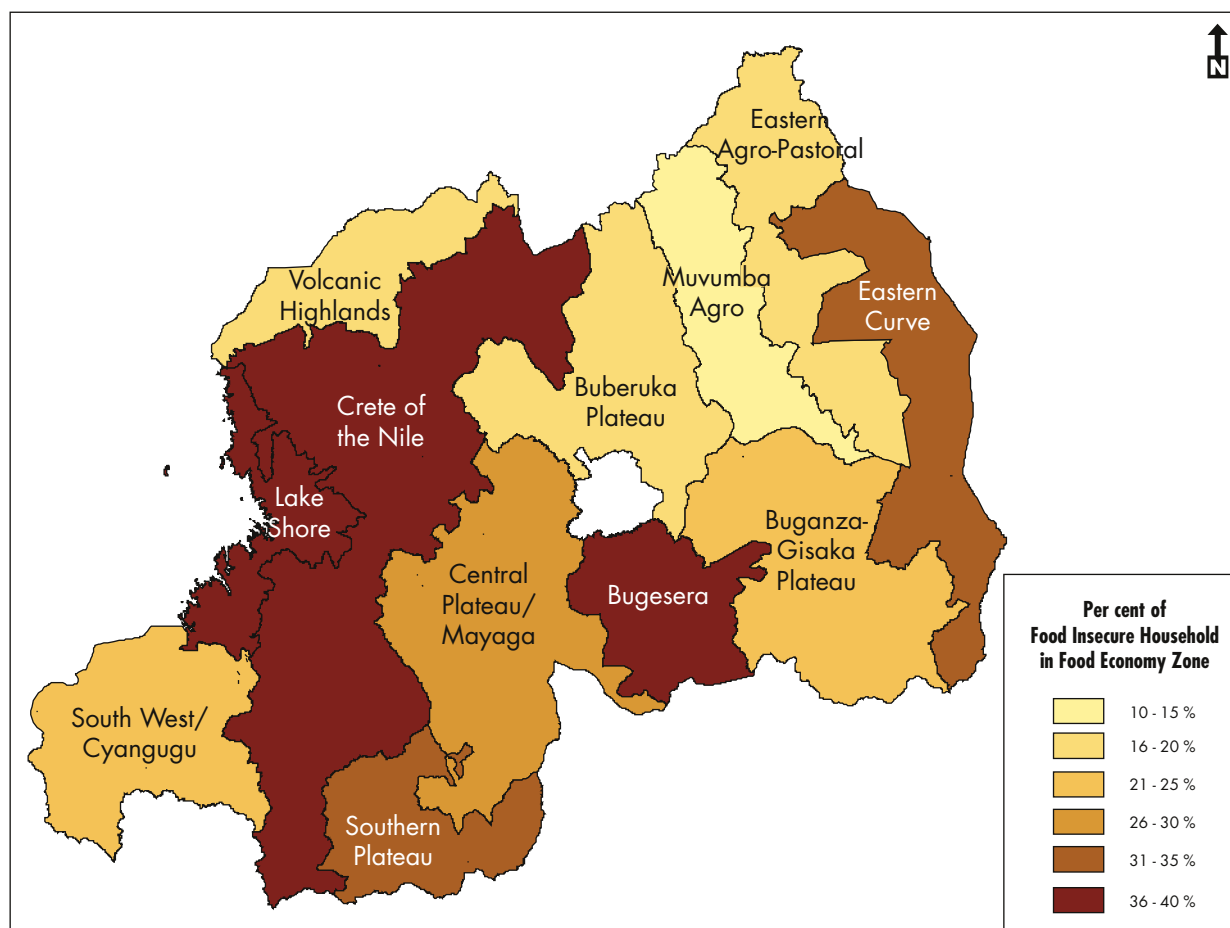 N
Eastern
Agro-Pastoral
Volcanic
Highlands
Muvumba
Agro
Eastern
Curve
Buberuka
Plateau
Crete of
the Nile
Lake
Shore
Buganza-
Gisaka
Plateau
Central
Plateau/
Mayaga
Bugesera
South West/
Cyangugu
Southern
Plateau
Per cent of
Food Insecure Household
in Food Economy Zone
10 - 15 %
16 - 20 %
21 - 25 %
26 - 30 %
31 - 35 %
36 - 40 %